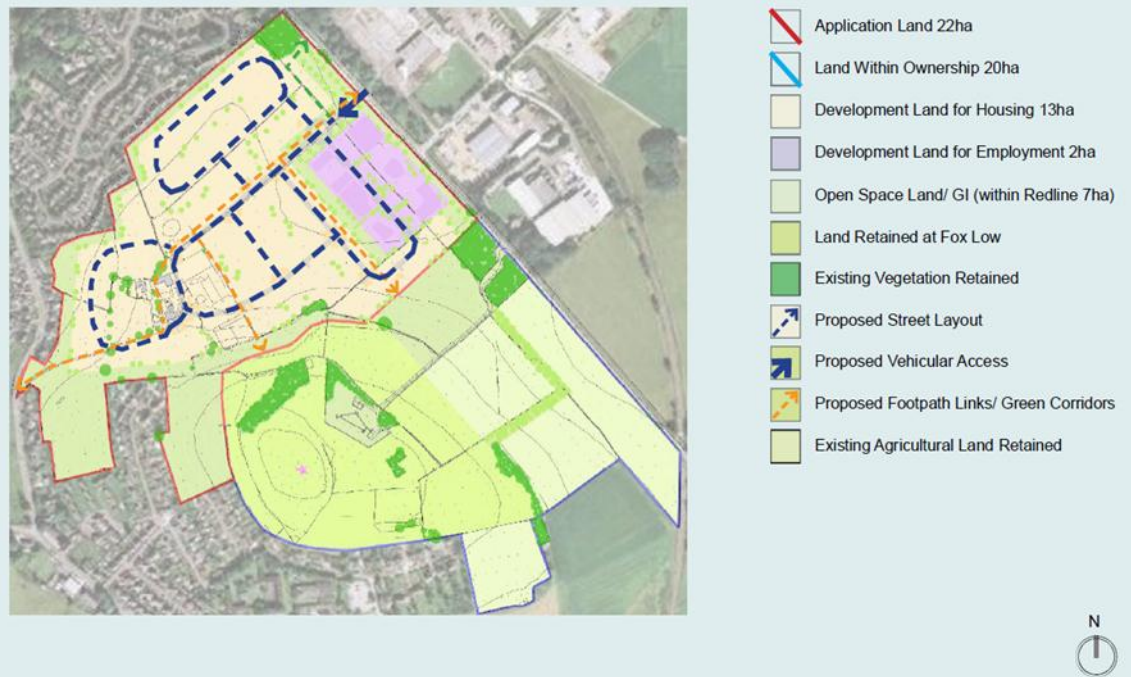 Application Land 22ha
Land Within Ownership 20ha
Development Land for Housing 13ha
Development Land for Employment 2ha
Open Space Land/ GI (within Redline 7ha)
Land Retained at Fox Low
Existing Vegetation Retained
Proposed Street Layout
Proposed Vehicular Access
Proposed Footpath Links/ Green Corridors
Existing Agricultural Land Retained
N